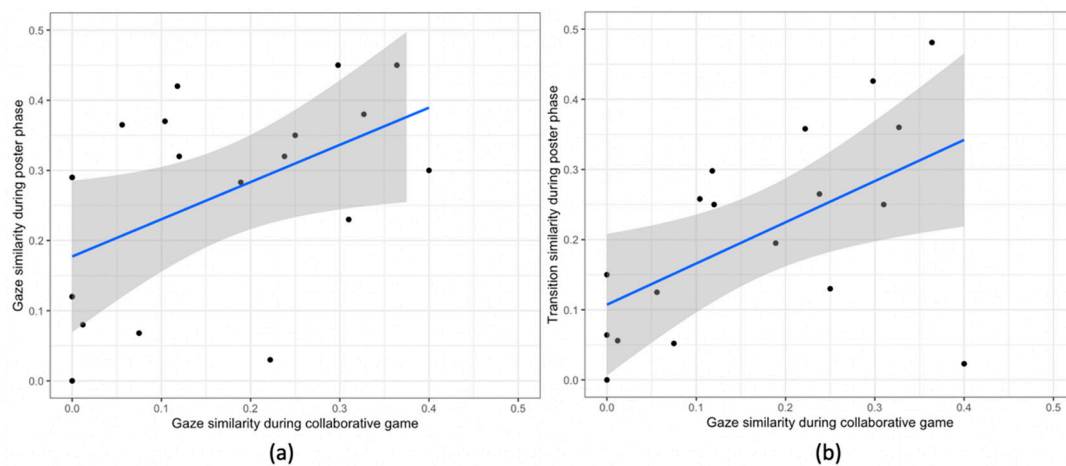 Gaze similarity during poster phase
0.5
0.4
0.3
0.2
0.1
0.0
0.0 0.1 0.2 0.3 0.4 0.5
Gaze similarity during collaborative game
(a)
Transition similarity during poster phase
0.5
0.4
0.3
0.2
0.1
0.0
0.0 0.1 0.2 0.3 0.4 0.5
Gaze similarity during collaborative game
(b)